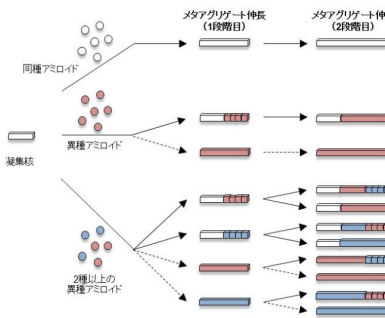 メタアグリゲート伸長
(1段階目)
メタアグリゲート伸
(2段階目)
同種アミロイド
異種アミロイド
凝集核
2種以上の
異種アミロイド